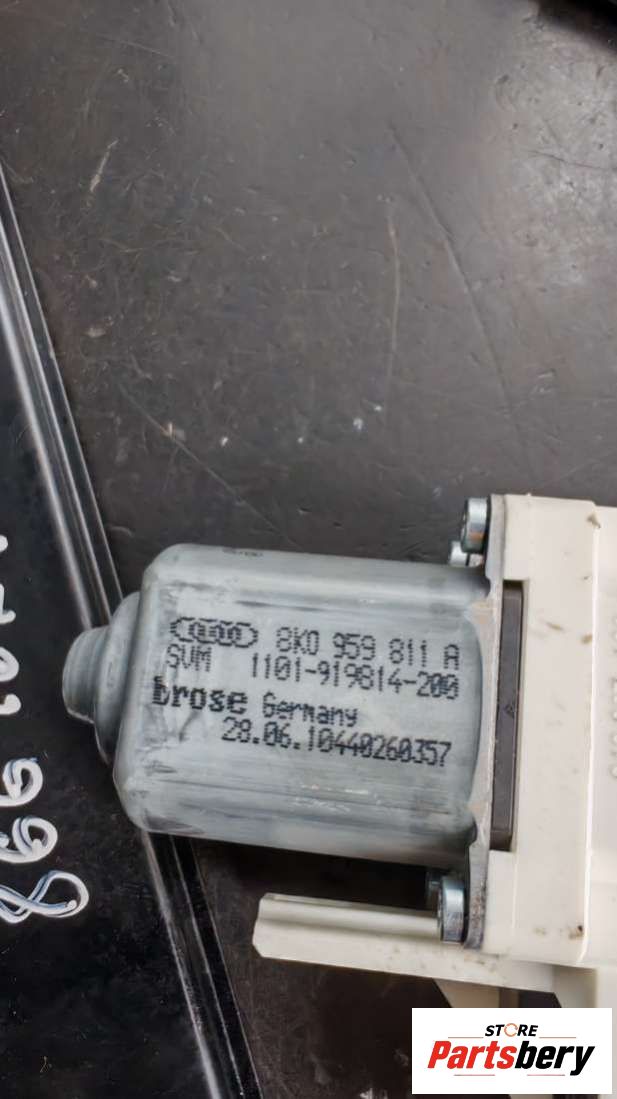 8K0 959 811 A
SVM 1101-919814-200
brose Germany
28.06.10440260357
STORE
Partsbery